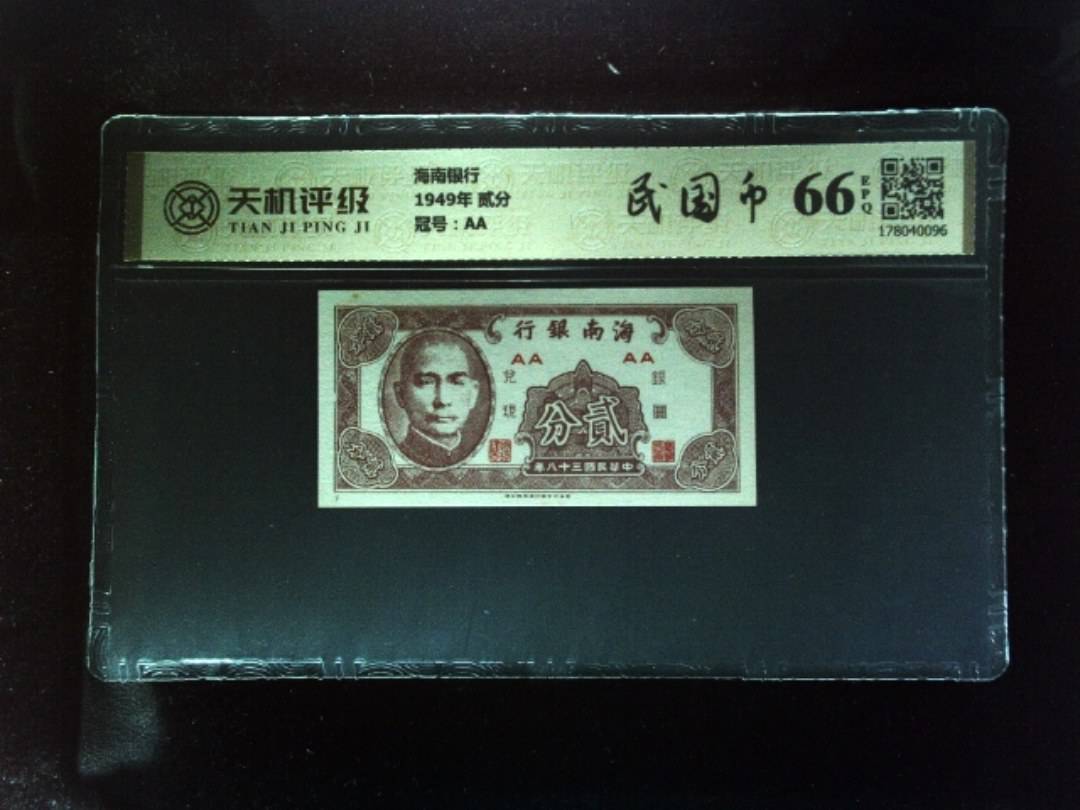 天机评级
TIAN JI PING JI
海南银行
1949年 贰分
冠号：AA
民国币
66
EPQ
178040096
行銀南海
AA AA
兌現
銀圓
分貳
年八十三國民華中